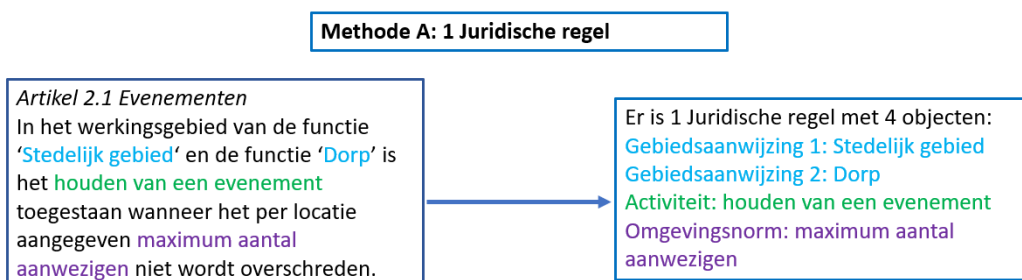 Methode A: 1 Juridische regel
Artikel 2.1 Evenementen
In het werkingsgebied van de functie
‘Stedelijk gebied‘ en de functie ‘Dorp’ is
het houden van een evenement
toegestaan wanneer het per locatie
aangegeven maximum aantal
aanwezigen niet wordt overschreden.
Er is 1 Juridische regel met 4 objecten:
Gebiedsaanwijzing 1: Stedelijk gebied
Gebiedsaanwijzing 2: Dorp
Activiteit: houden van een evenement
Omgevingsnorm: maximum aantal
aanwezigen